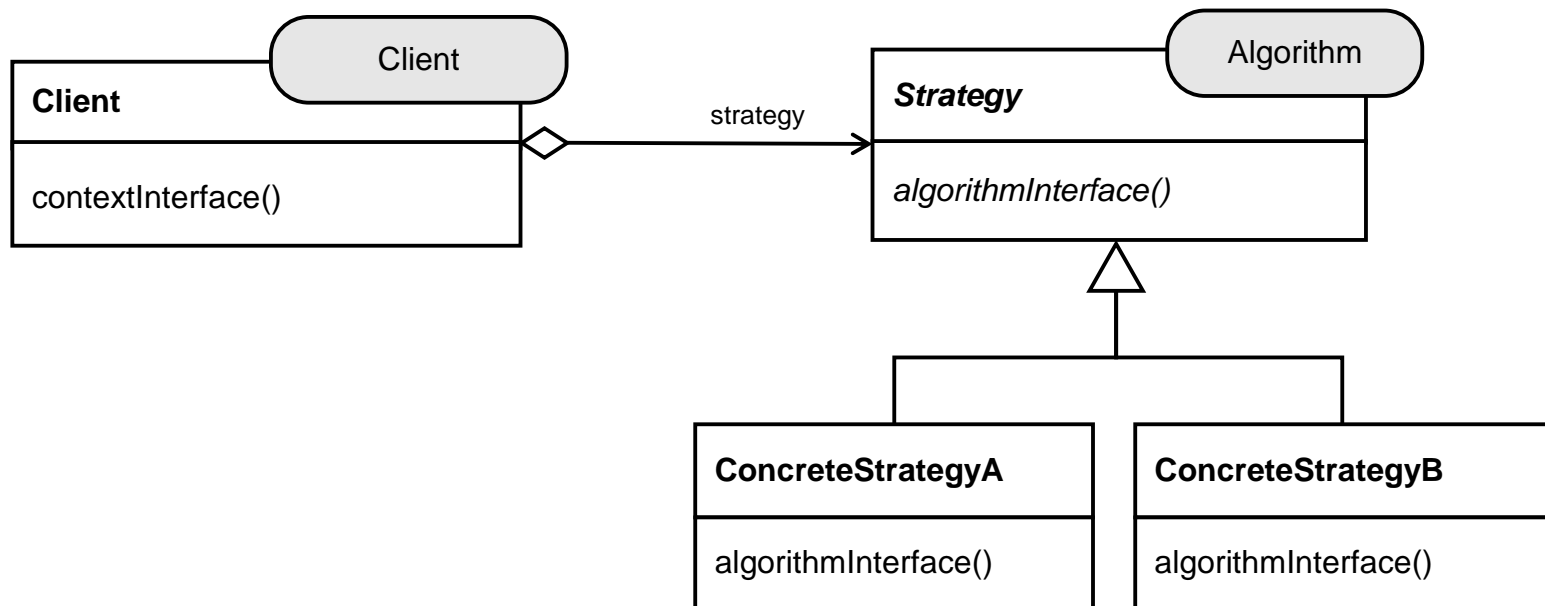 Client
Client
contextInterface()
strategy
Algorithm
Strategy
algorithmInterface()
ConcreteStrategyA
algorithmInterface()
ConcreteStrategyB
algorithmInterface()